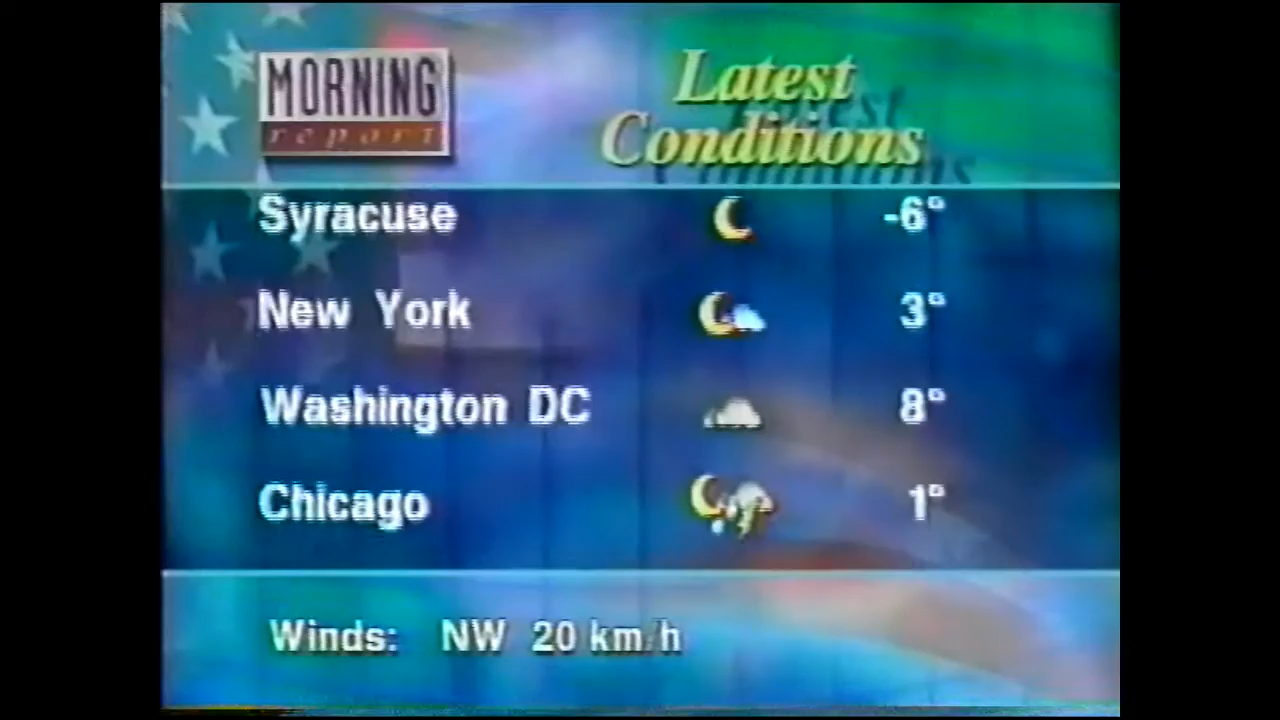 MORNING
report
Latest
Conditions
Syracuse -6°
New York 3°
Washington DC 8°
Chicago 1°
Winds: NW 20 km/h